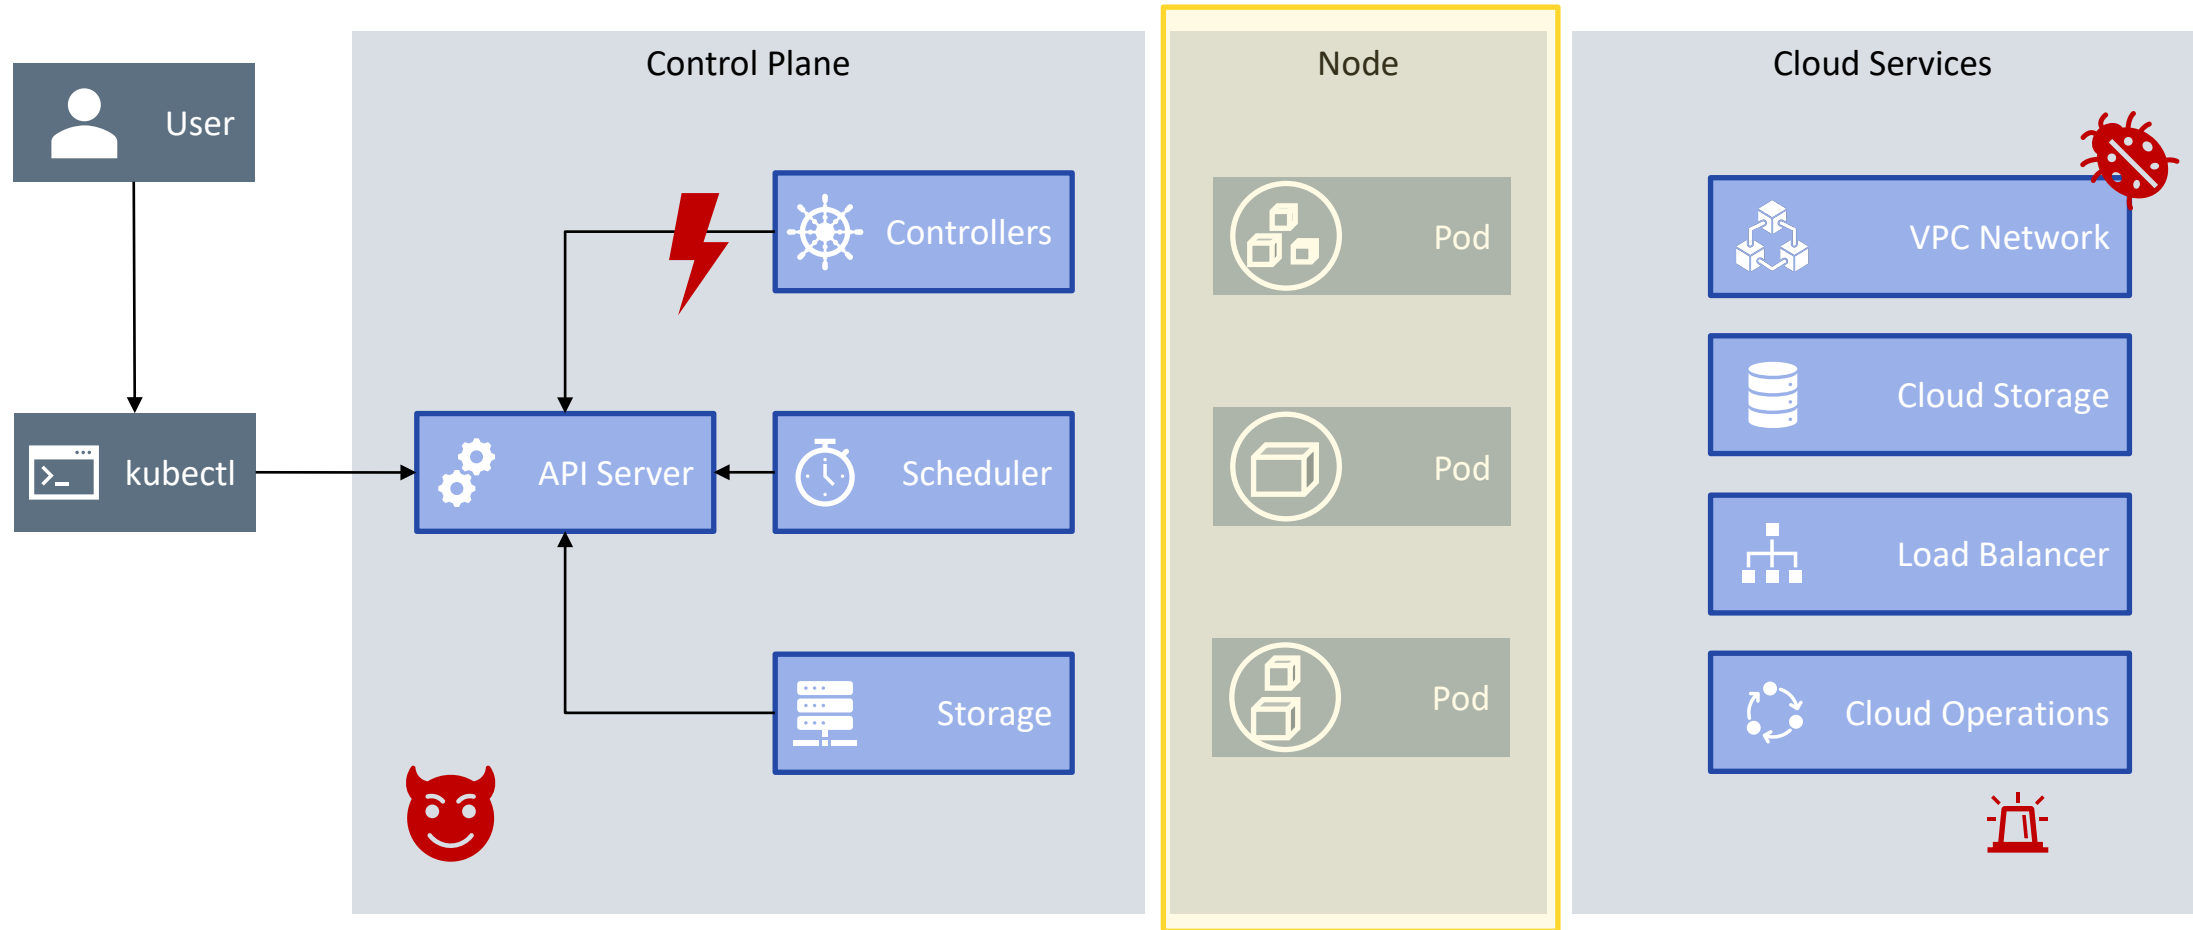 Control Plane
Node
Cloud Services
User
Controllers
Pod
VPC Network
Cloud Storage
kubectl
API Server
Scheduler
Pod
Load Balancer
Storage
Pod
Cloud Operations